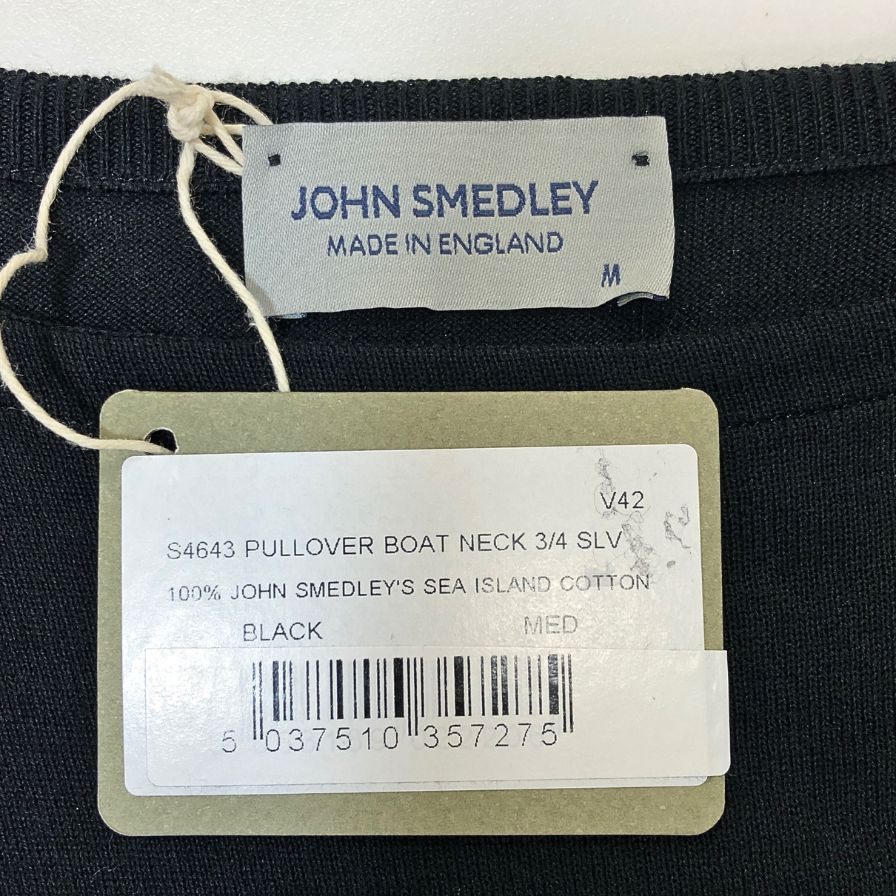 JOHN SMEDLEY
MADE IN ENGLAND
M
V42
S4643 PULLOVER BOAT NECK 3/4 SLV
100% JOHN SMEDLEY'S SEA ISLAND COTTON
BLACK MED
5 037510 357275